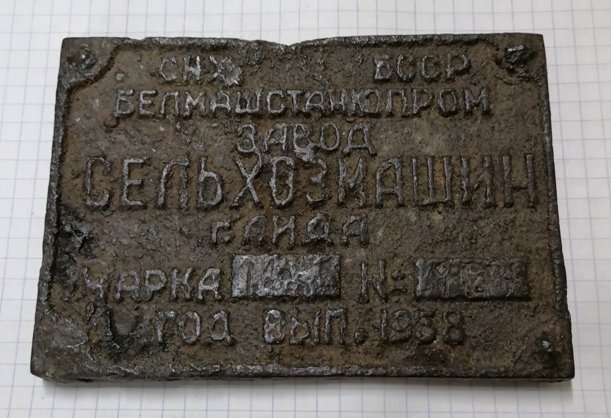 СНХ БССР
БЕЛМАШСТАНКОПРОМ
ЗАВОД
СЕЛЬХОЗМАШИН
Г. ЛИДА
МАРКА №
ГОД ВЫП. 1958